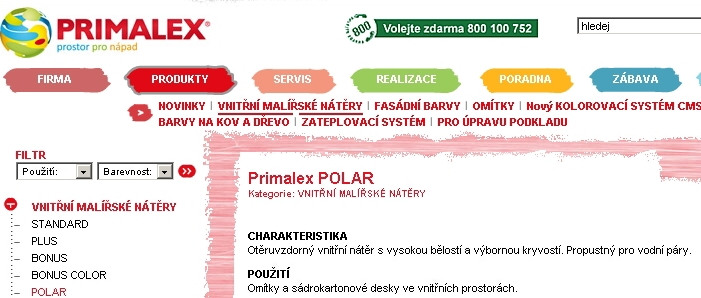 PRIMALEX®
prostor pro nápad
800
Volejte zdarma 800 100 752
hledej
FIRMA
PRODUKTY
SERVIS
REALIZACE
PORADNA
ZÁBAVA
NOVINKY | VNITŘNÍ MALÍŘSKÉ NÁTĚRY | FASÁDNÍ BARVY | OMÍTKY | Nový KOLOROVACÍ SYSTÉM CMS
BARVY NA KOV A DŘEVO | ZATEPLOVACÍ SYSTÉM | PRO ÚPRAVU PODKLADU
FILTR
Použití:
Barevnost:
VNITŘNÍ MALÍŘSKÉ NÁTĚRY
STANDARD
PLUS
BONUS
BONUS COLOR
POLAR
Primalex POLAR
Kategorie: VNITŘNÍ MALÍŘSKÉ NÁTĚRY
CHARAKTERISTIKA
Otěruvzdorný vnitřní nátěr s vysokou bělostí a výbornou kryvostí. Propustný pro vodní páry.
POUŽITÍ
Omítky a sádrokartonové desky ve vnitřních prostorách.